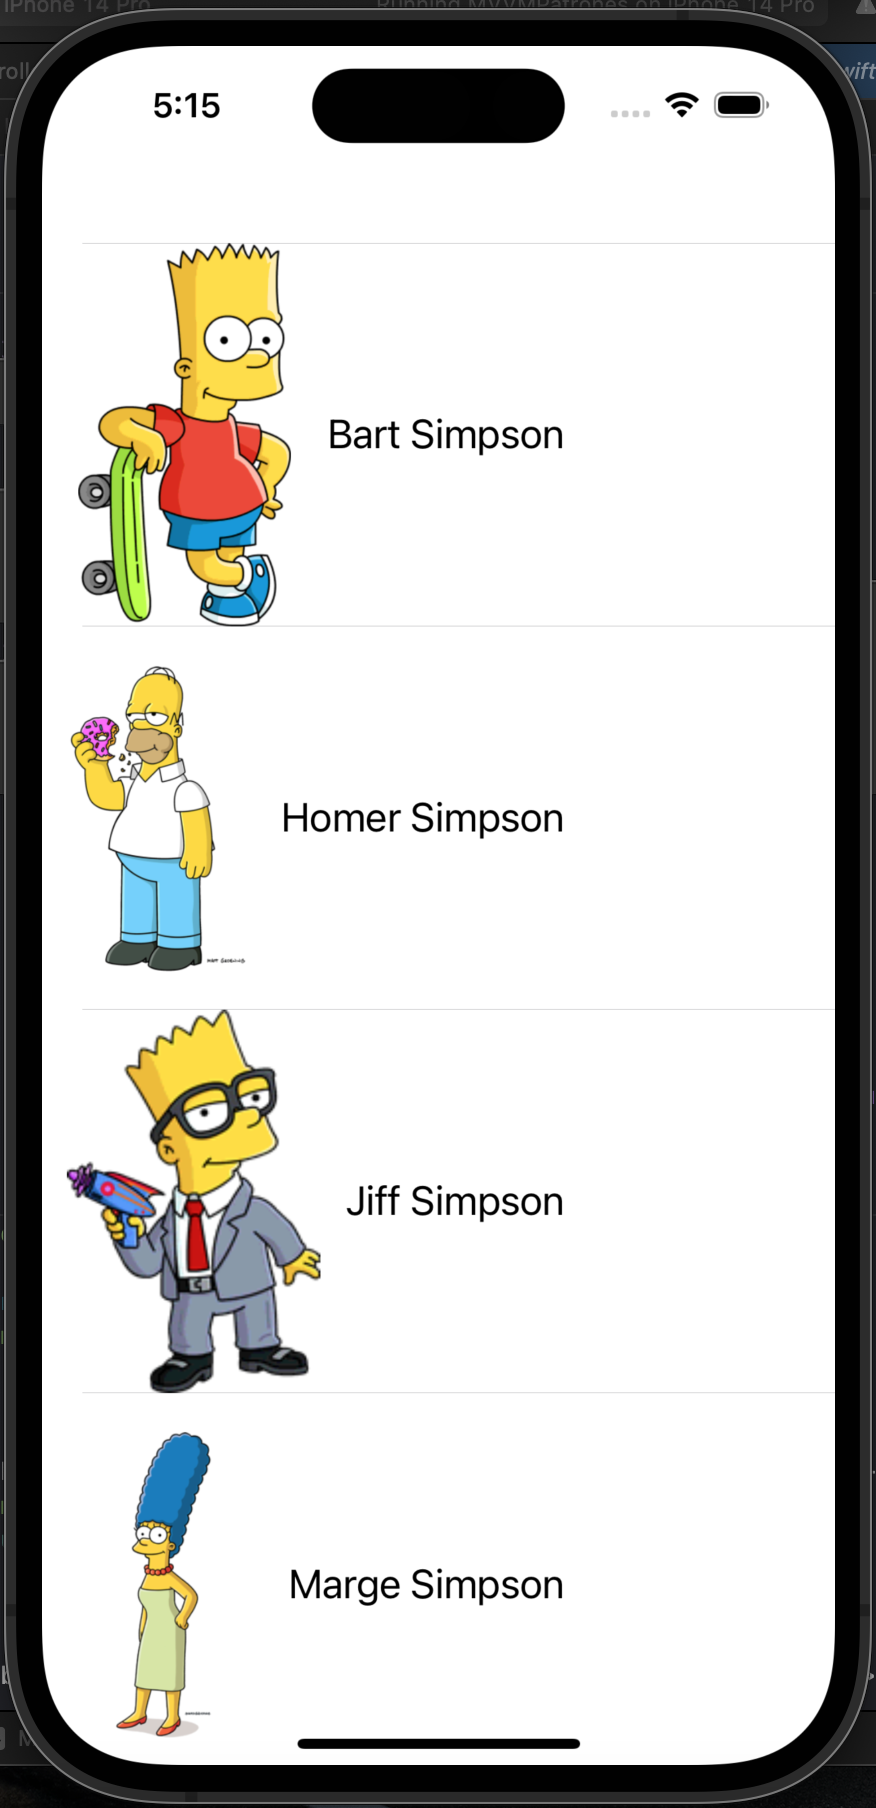 iPhone 14 Pro
Running MVVMPatrones on iPhone 14 Pro
5:15
Bart Simpson
Homer Simpson
Jiff Simpson
Marge Simpson